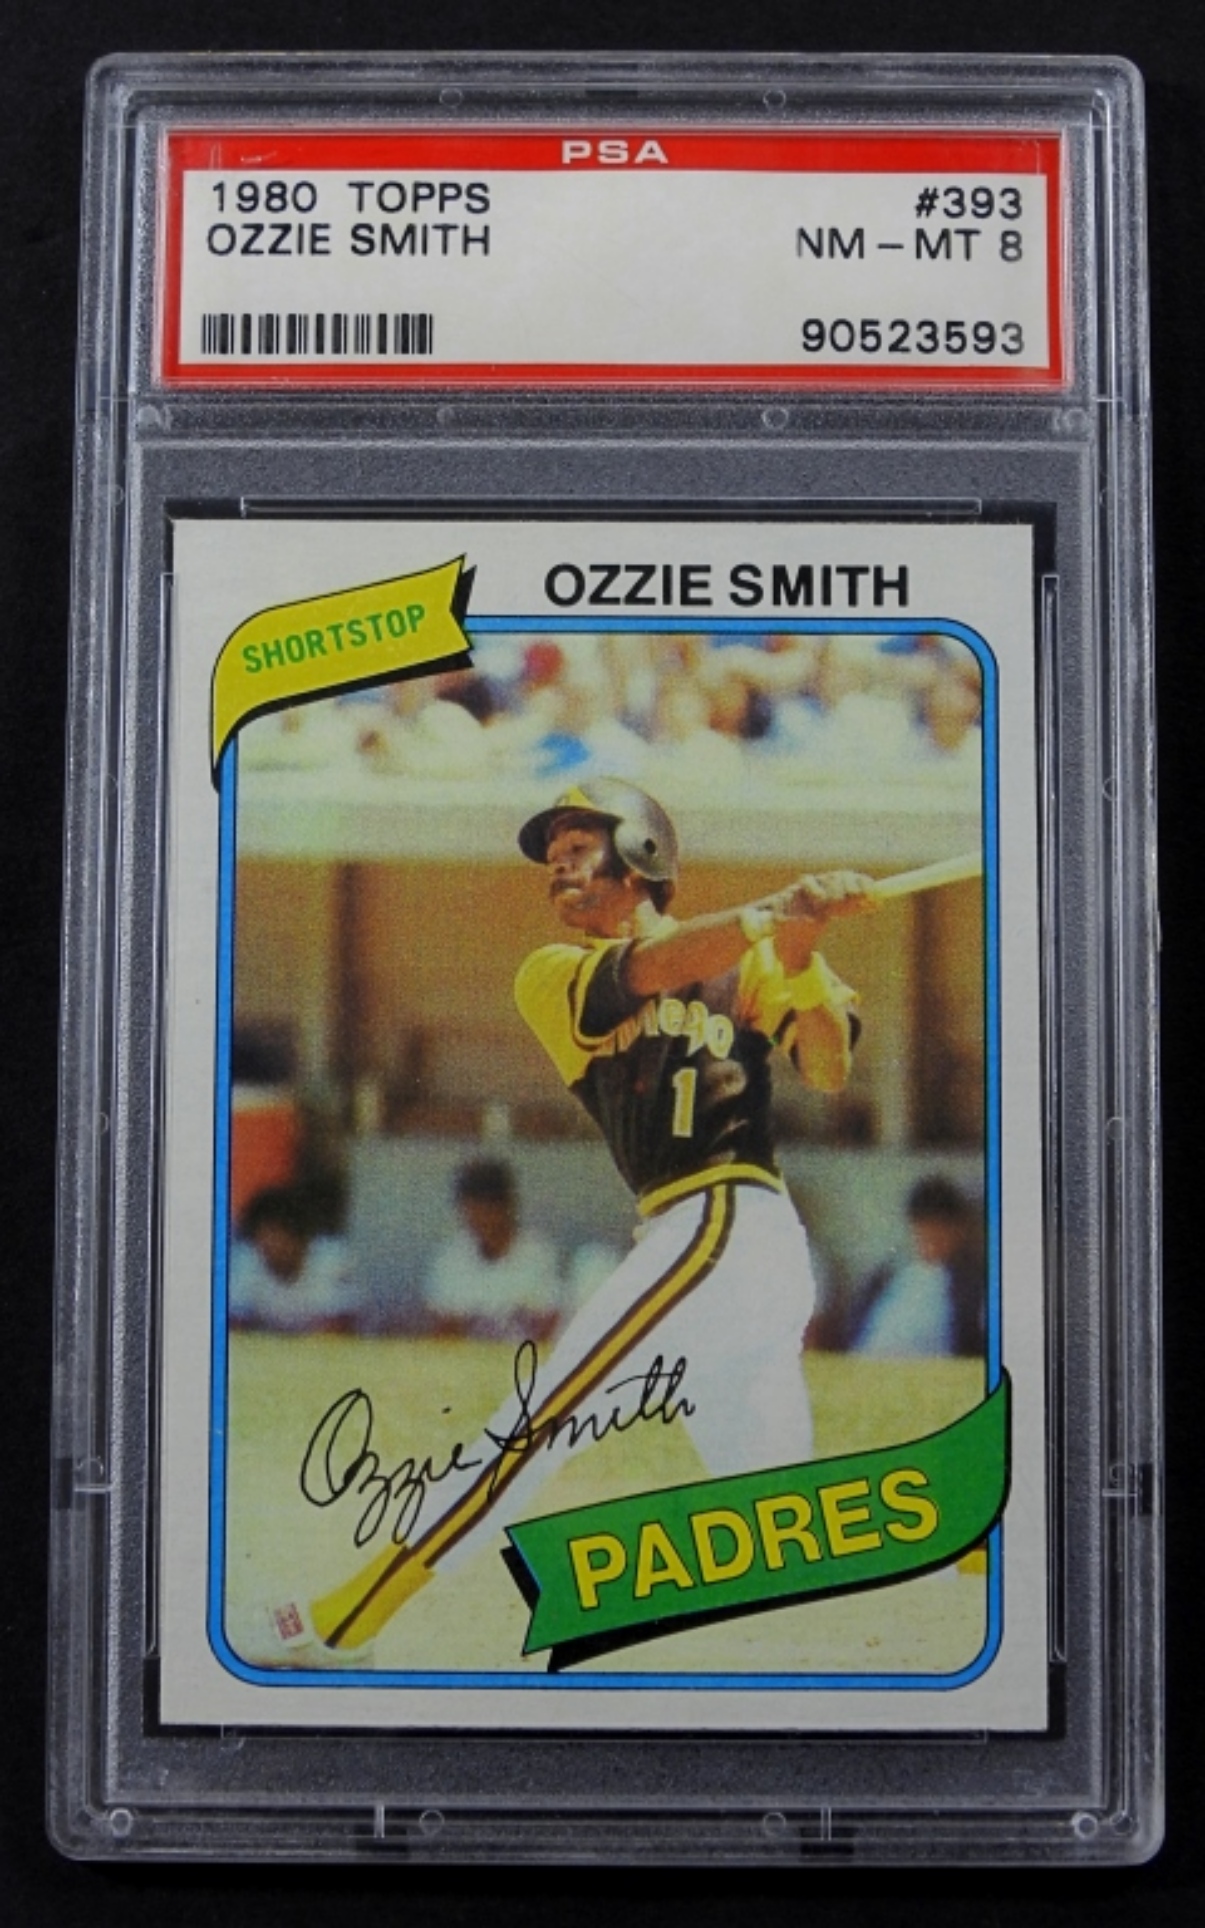 PSA
1980 TOPPS #393
OZZIE SMITH NM - MT 8
90523593
OZZIE SMITH
SHORTSTOP
1
Ozzie Smith
PADRES